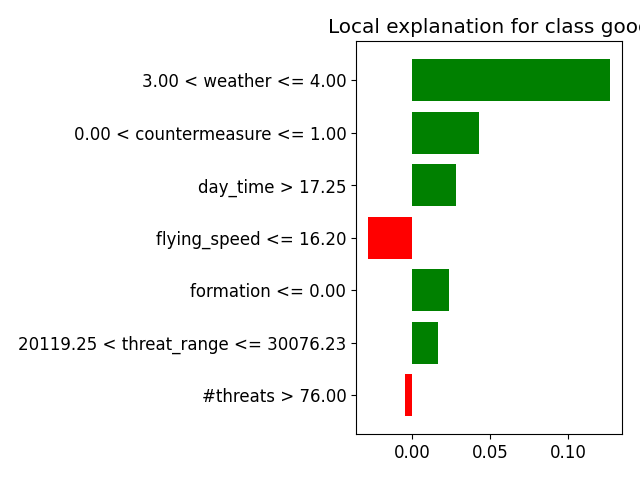 Local explanation for class good
3.00 < weather <= 4.00
0.00 < countermeasure <= 1.00
day_time > 17.25
flying_speed <= 16.20
formation <= 0.00
20119.25 < threat_range <= 30076.23
#threats > 76.00
0.00 0.05 0.10